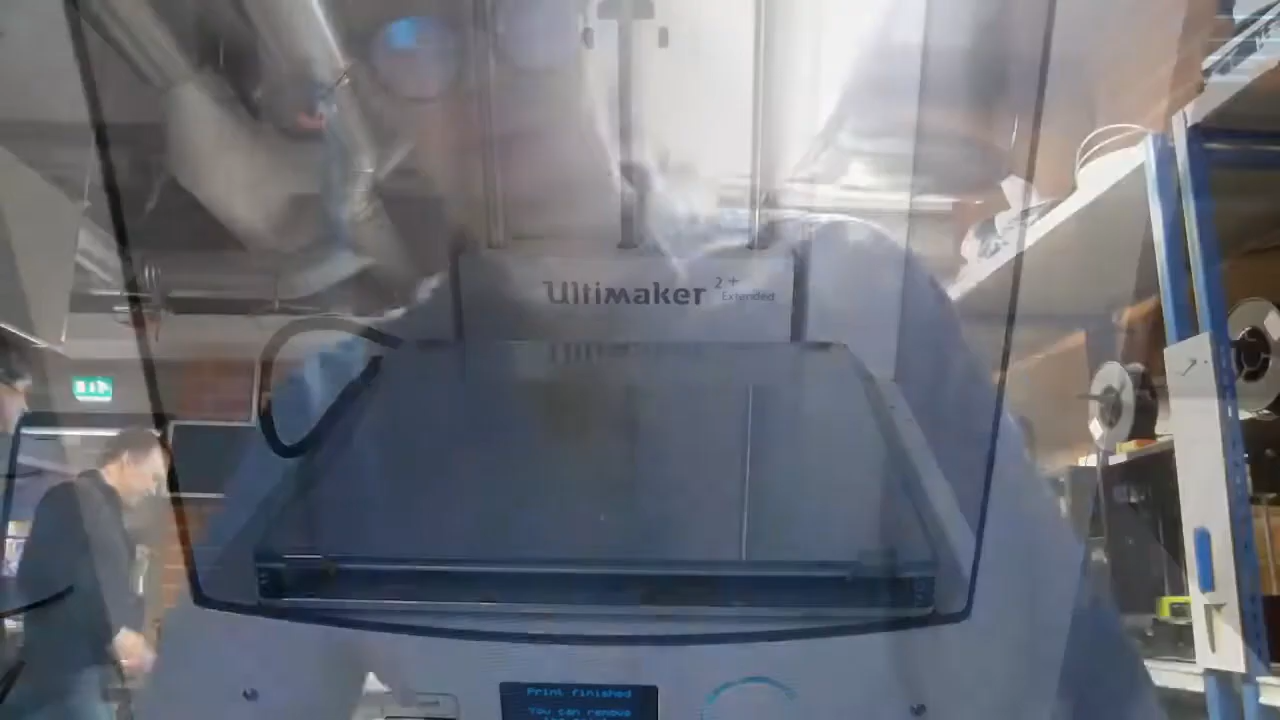 Ultimaker 2+
Extended
Print finished
You can remove